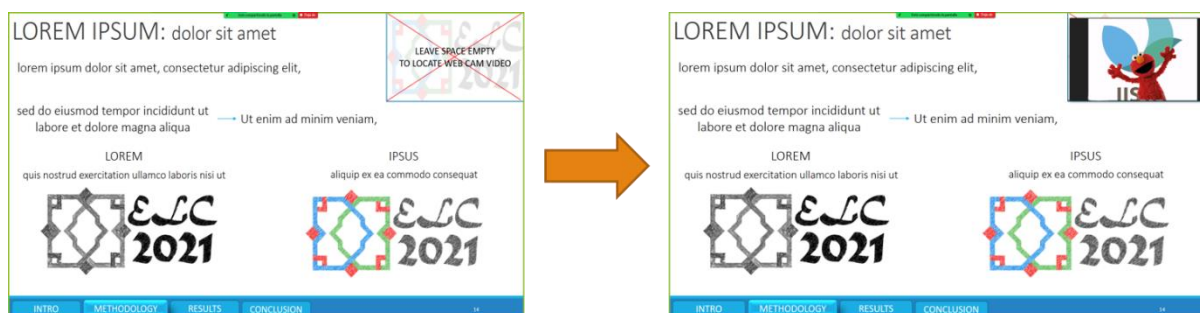 LOREM IPSUM: dolor sit amet
LEAVE SPACE EMPTY
TO LOCATE WEB CAM VIDEO
lorem ipsum dolor sit amet, consectetur adipiscing elit,
sed do eiusmod tempor incididunt ut
labore et dolore magna aliqua
Ut enim ad minim veniam,
LOREM
IPSUS
quis nostrud exercitation ullamco laboris nisi ut
aliquip ex ea commodo consequat
ELC
2021
ELC
2021
INTRO
METHODOLOGY
RESULTS
CONCLUSION
14
LOREM IPSUM: dolor sit amet
lorem ipsum dolor sit amet, consectetur adipiscing elit,
sed do eiusmod tempor incididunt ut
labore et dolore magna aliqua
Ut enim ad minim veniam,
LOREM
IPSUS
quis nostrud exercitation ullamco laboris nisi ut
aliquip ex ea commodo consequat
ELC
2021
ELC
2021
INTRO
METHODOLOGY
RESULTS
CONCLUSION
14